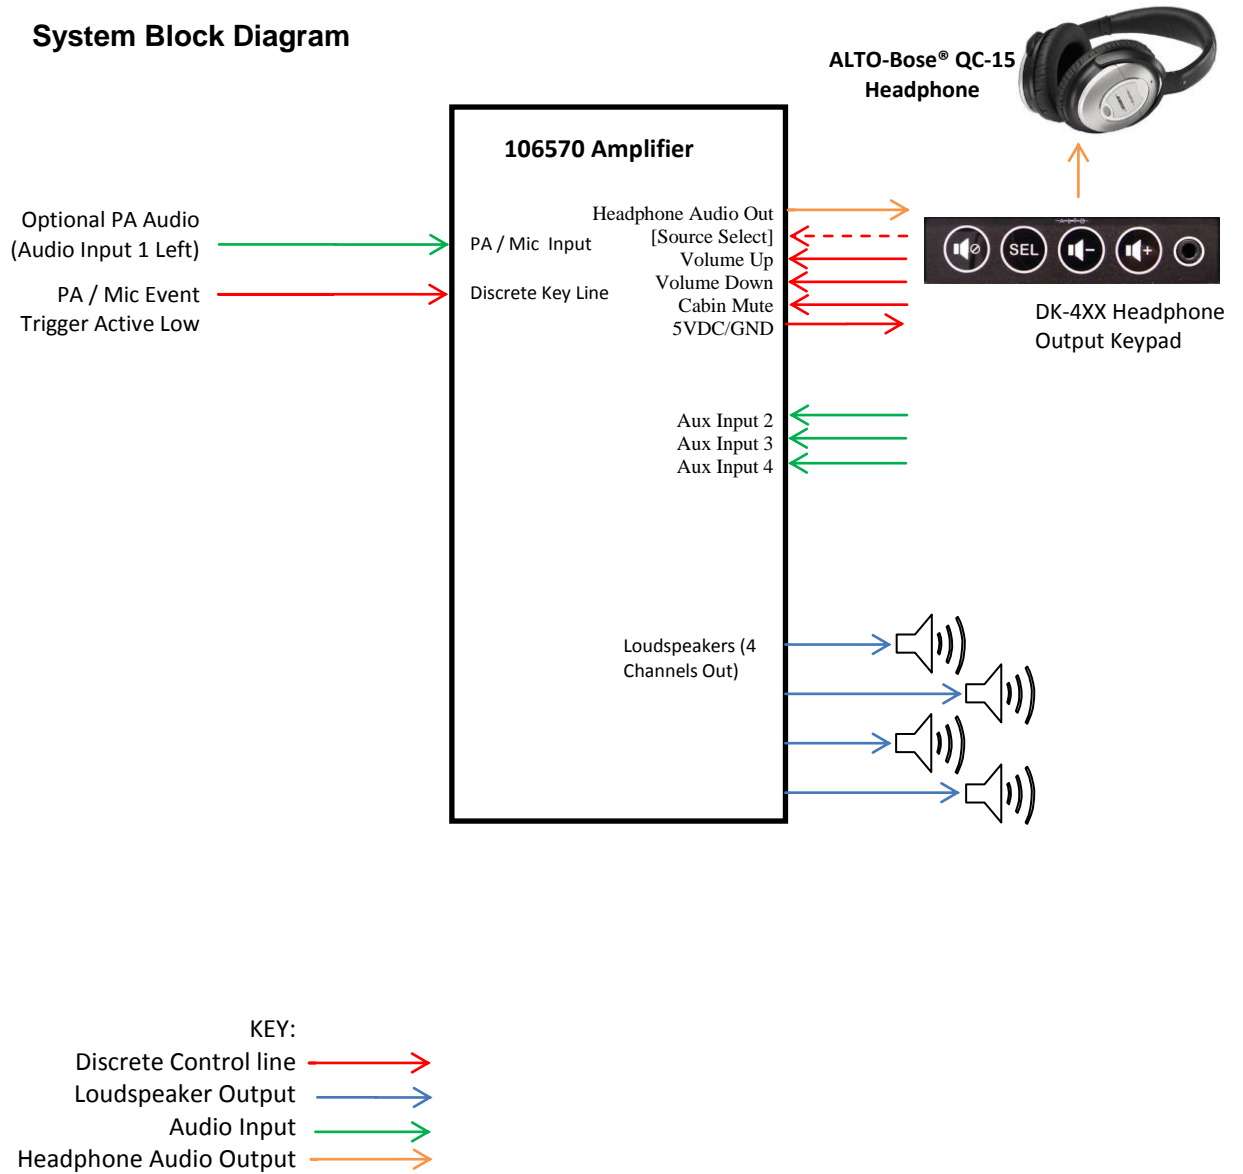 System Block Diagram
ALTO-Bose® QC-15
Headphone
106570 Amplifier
Optional PA Audio
(Audio Input 1 Left)
PA / Mic Event
Trigger Active Low
PA / Mic Input
Discrete Key Line
Headphone Audio Out
[Source Select]
Volume Up
Volume Down
Cabin Mute
5VDC/GND
ALTO
SEL
DK-4XX Headphone
Output Keypad
Aux Input 2
Aux Input 3
Aux Input 4
Loudspeakers (4
Channels Out)
KEY:
Discrete Control line
Loudspeaker Output
Audio Input
Headphone Audio Output